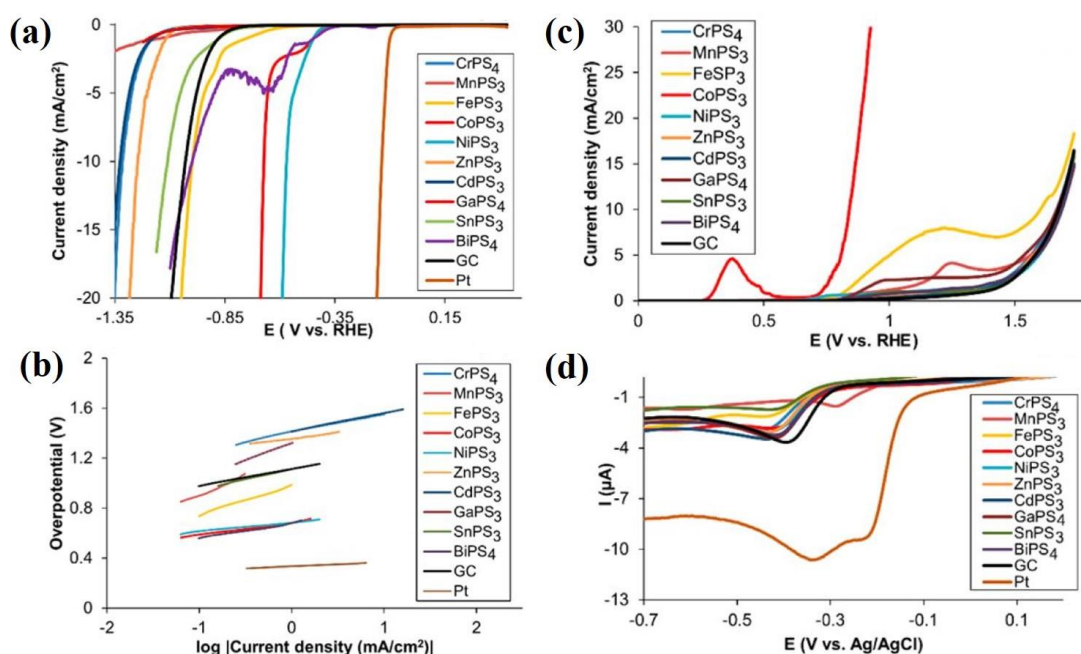 (a)
Current density (mA/cm²)
0
-5
-10
-15
-20
-1.35
-0.85
-0.35
0.15
E ( V vs. RHE)
CrPS4
MnPS3
FePS3
CoPS3
NiPS3
ZnPS3
CdPS3
GaPS4
SnPS3
BiPS4
GC
Pt
(c)
Current density (mA/cm²)
30
25
20
15
10
5
0
0
0.5
1
1.5
E (V vs. RHE)
CrPS4
MnPS3
FeSP3
CoPS3
NiPS3
ZnPS3
CdPS3
GaPS4
SnPS3
BiPS4
GC
(b)
Overpotential (V)
2
1.6
1.2
0.8
0.4
0
-2
-1
0
1
2
log |Current density (mA/cm²)|
CrPS4
MnPS3
FePS3
CoPS3
NiPS3
ZnPS3
CdPS3
GaPS3
SnPS3
BiPS4
GC
Pt
(d)
I (µA)
-1
-4
-7
-10
-13
-0.7
-0.5
-0.3
-0.1
0.1
E (V vs. Ag/AgCl)
CrPS4
MnPS3
FePS3
CoPS3
NiPS3
ZnPS3
CdPS3
GaPS4
SnPS3
BiPS4
GC
Pt